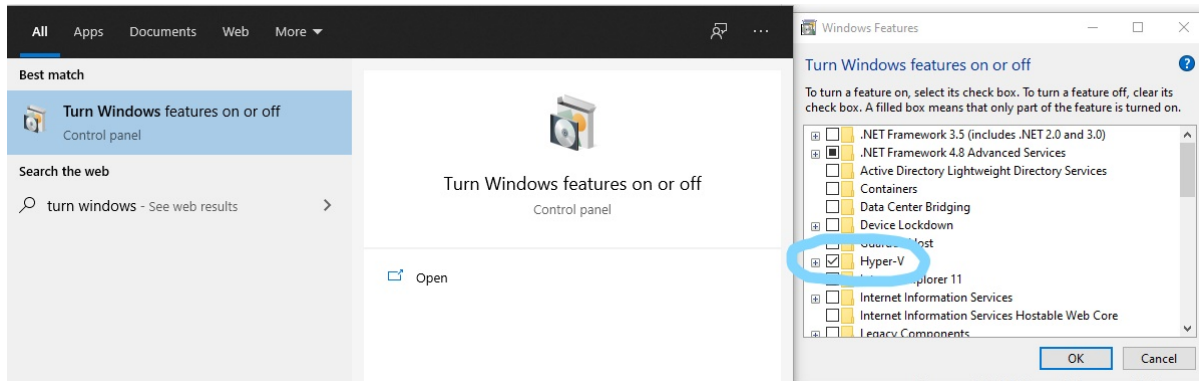 All Apps Documents Web More
Best match
Turn Windows features on or off
Control panel
Search the web
turn windows - See web results
Turn Windows features on or off
Control panel
Open
Windows Features
Turn Windows features on or off
To turn a feature on, select its check box. To turn a feature off, clear its
check box. A filled box means that only part of the feature is turned on.
.NET Framework 3.5 (includes .NET 2.0 and 3.0)
.NET Framework 4.8 Advanced Services
Active Directory Lightweight Directory Services
Containers
Data Center Bridging
Device Lockdown
Host
Hyper-V
Explorer 11
Internet Information Services
Internet Information Services Hostable Web Core
Legacy Components
OK Cancel